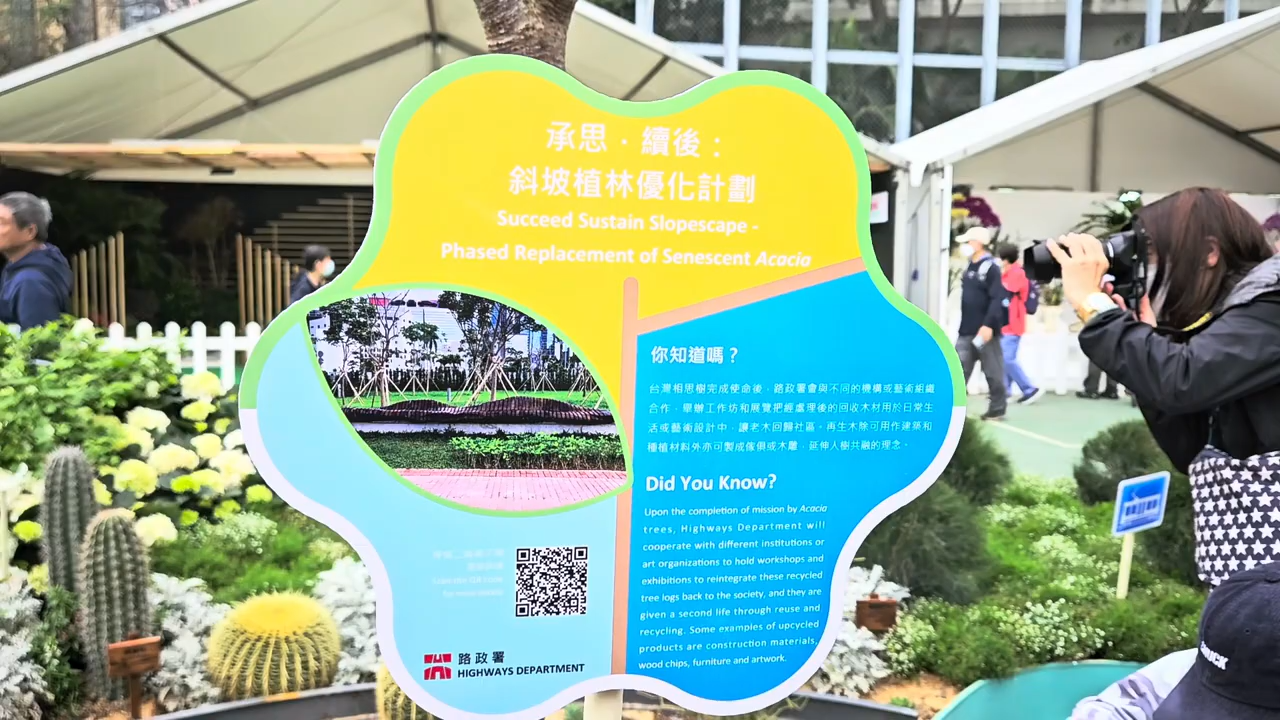 承思．續後：
斜坡植林優化計劃
Succeed Sustain Slopescape -
Phased Replacement of Senescent Acacia
你知道嗎？
台灣相思樹完成使命後，路政署會與不同的機構或藝術組織
合作，舉辦工作坊和展覽把經處理後的回收木材用於日常生
活或藝術設計中，讓老木回歸社區。再生木除可用作建築和
種植材料外亦可製成傢俱或木雕，延伸人樹共融的理念。
Did You Know?
Upon the completion of mission by Acacia
trees, Highways Department will
cooperate with different institutions or
art organizations to hold workshops and
exhibitions to reintegrate these recycled
tree logs back to the society, and they are
given a second life through reuse and
recycling. Some examples of upcycled
products are construction materials,
wood chips, furniture and artwork.
Scan the QR code
for more details
路政署
HIGHWAYS DEPARTMENT